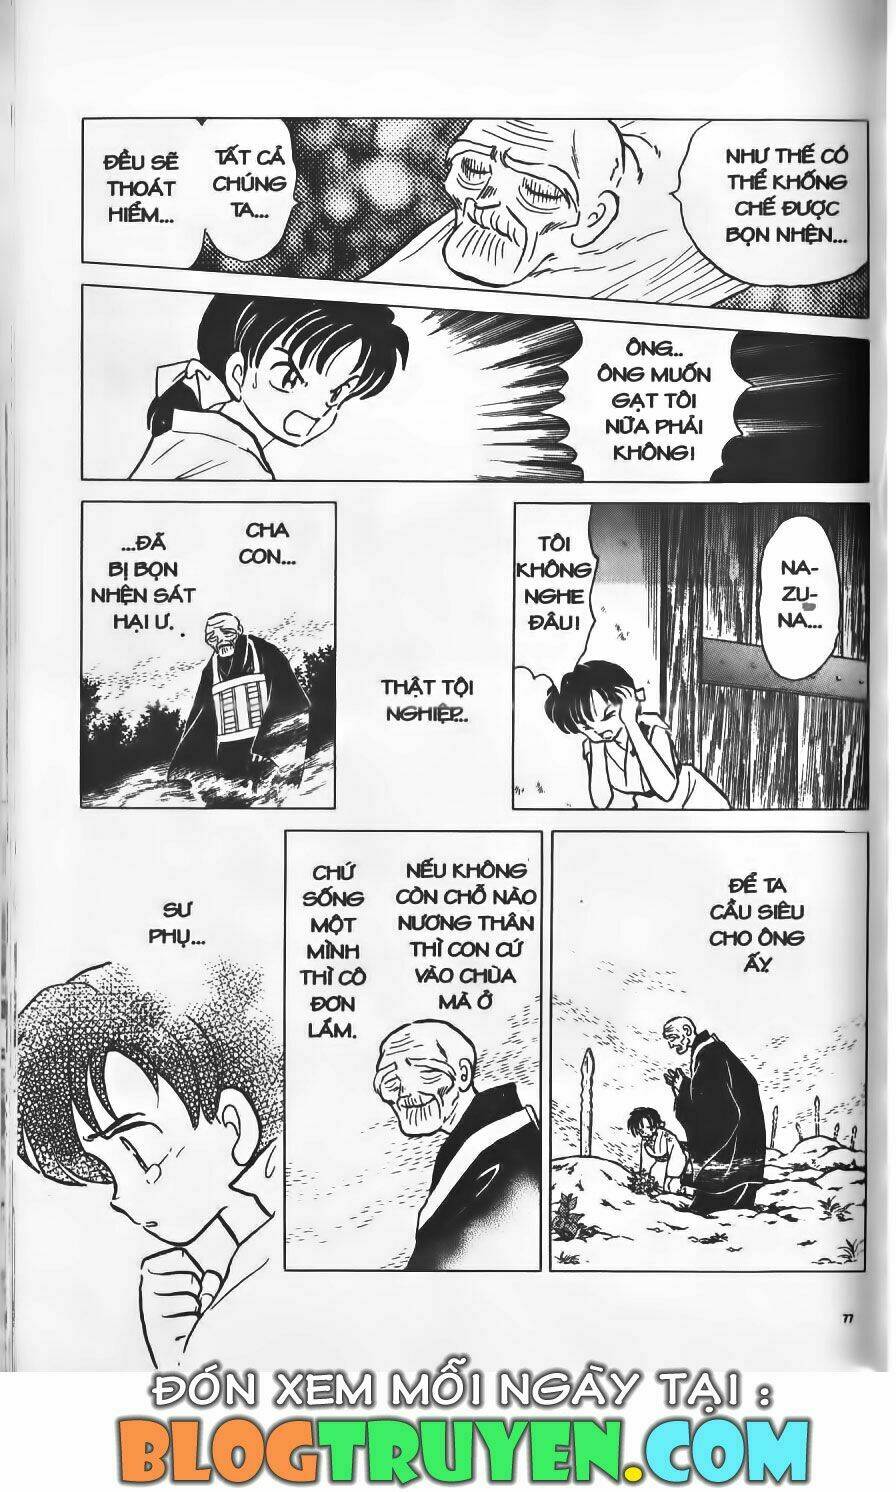 NHƯ THẾ CÓ
THỂ KHỐNG
CHẾ ĐƯỢC
BỌN NHỆN...
TẤT CẢ
CHÚNG
TA...
ĐỀU SẼ
THOÁT
HIỂM...
ÔNG...
ÔNG MUỐN
GẠT TÔI
NỮA PHẢI
KHÔNG!
NA-
ZU-
NA...
TÔI
KHÔNG
NGHE
ĐÂU!
THẬT TỘI
NGHIỆP...
CHA
CON...
...ĐÃ
BỊ BỌN
NHỆN SÁT
HẠI Ư.
ĐỂ TA
CẦU SIÊU
CHO ÔNG
ẤY.
NẾU KHÔNG
CÒN CHỖ NÀO
NƯƠNG THÂN
THÌ CON CỨ
VÀO CHÙA
MÀ Ở
CHỨ
SỐNG
MỘT
MÌNH
THÌ CÔ
ĐƠN
LẮM.
SƯ
PHỤ...
77
ĐÓN XEM MỖI NGÀY TẠI :
BLOGTRUYEN.COM